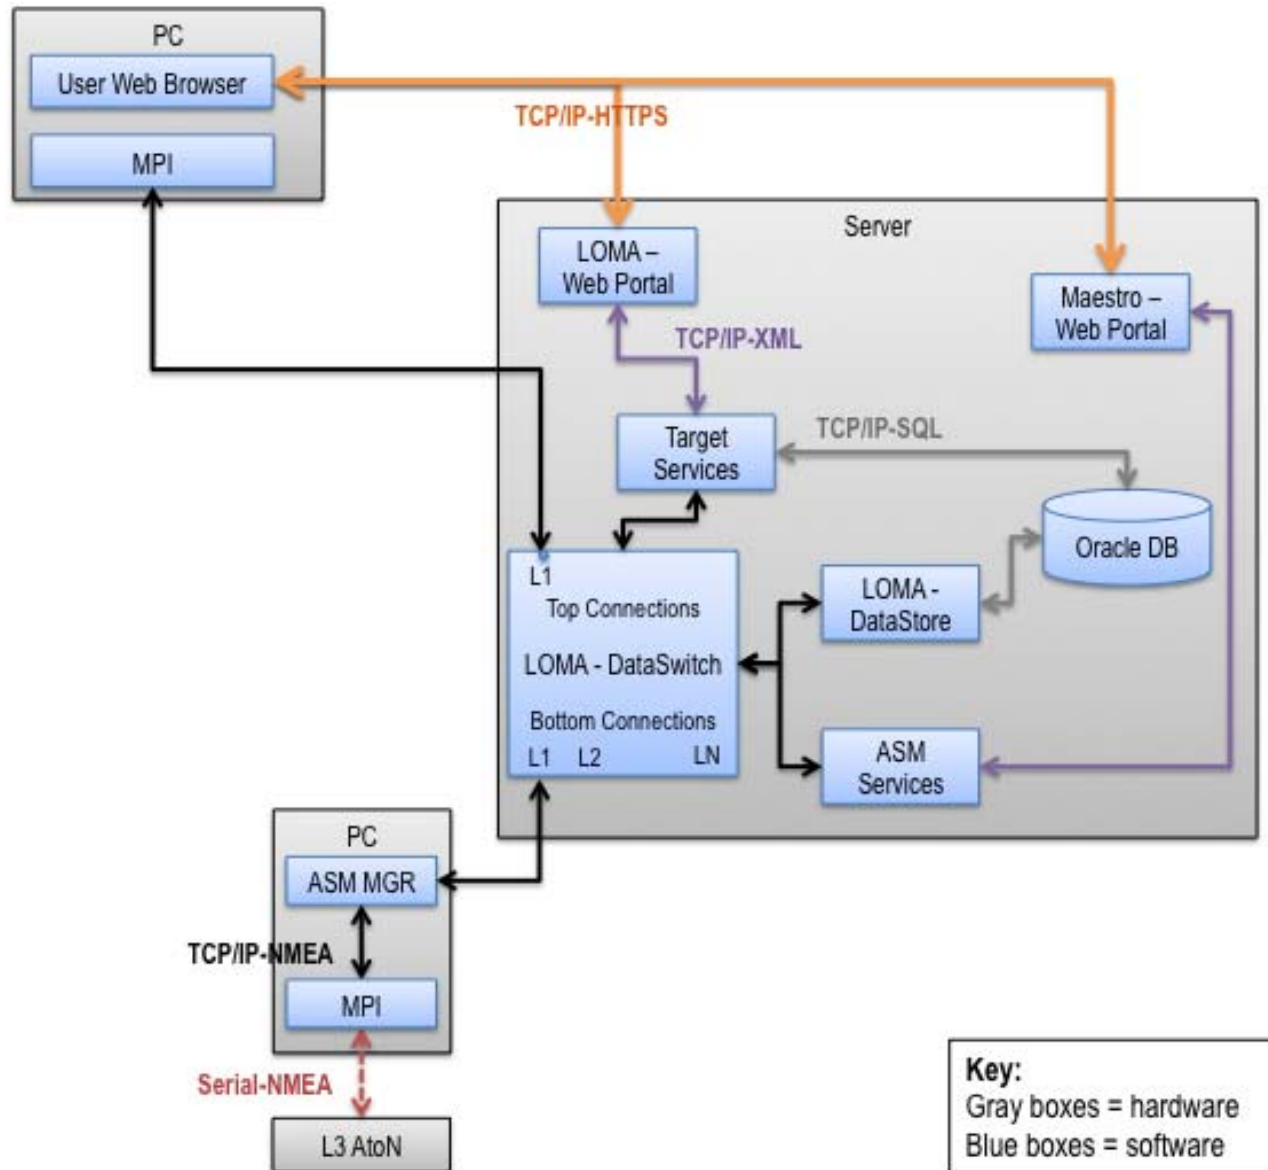 PC
User Web Browser
MPI
TCP/IP-HTTPS
Server
LOMA –
Web Portal
Maestro –
Web Portal
TCP/IP-XML
Target
Services
TCP/IP-SQL
Oracle DB
L1
Top Connections
LOMA - DataSwitch
Bottom Connections
L1 L2 LN
LOMA -
DataStore
ASM
Services
PC
ASM MGR
TCP/IP-NMEA
MPI
Serial-NMEA
L3 AtoN
Key:
Gray boxes = hardware
Blue boxes = software